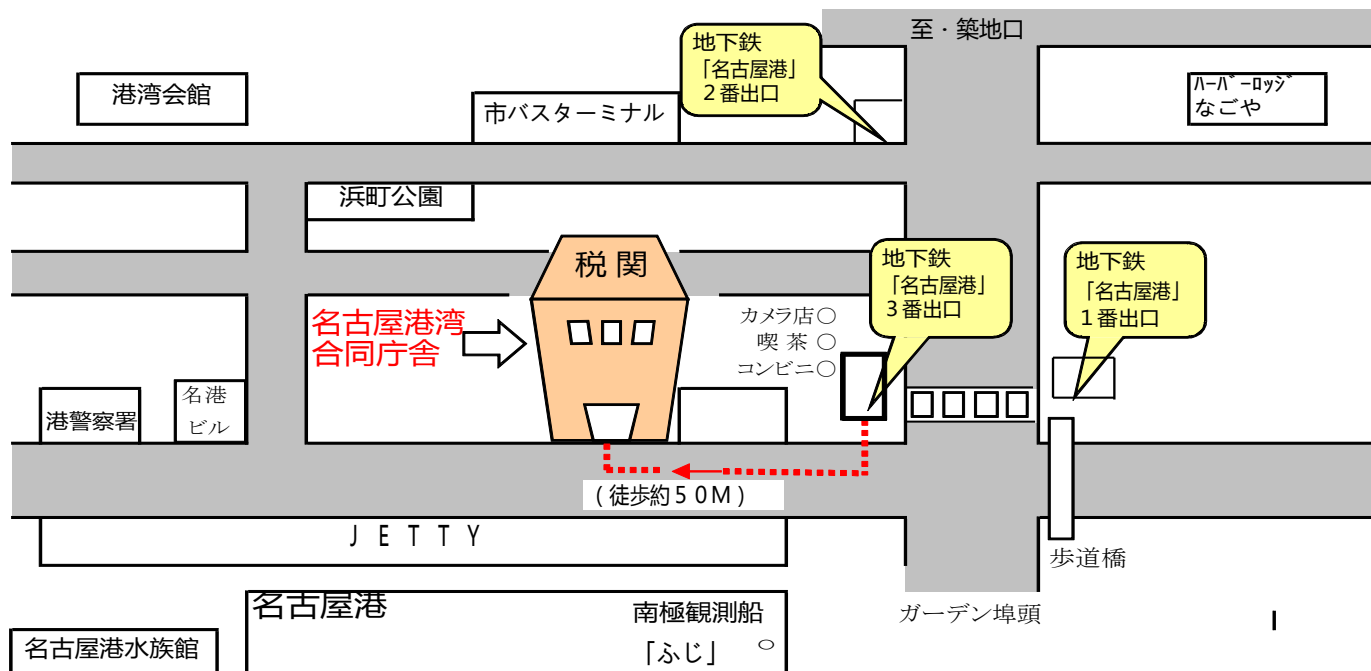 至・築地口
地下鉄
「名古屋港」
２番出口
港湾会館
市バスターミナル
ﾊｰﾊﾞｰﾛｯｼﾞ
なごや
浜町公園
税関
地下鉄
「名古屋港」
３番出口
地下鉄
「名古屋港」
１番出口
名古屋港湾
合同庁舎
カメラ店○
喫 茶 ○
コンビニ○
港警察署
名港
ビル
(徒歩約５０Ｍ)
ＪＥＴＴＹ
歩道橋
名古屋港
南極観測船
「ふじ」 ○
ガーデン埠頭
名古屋港水族館